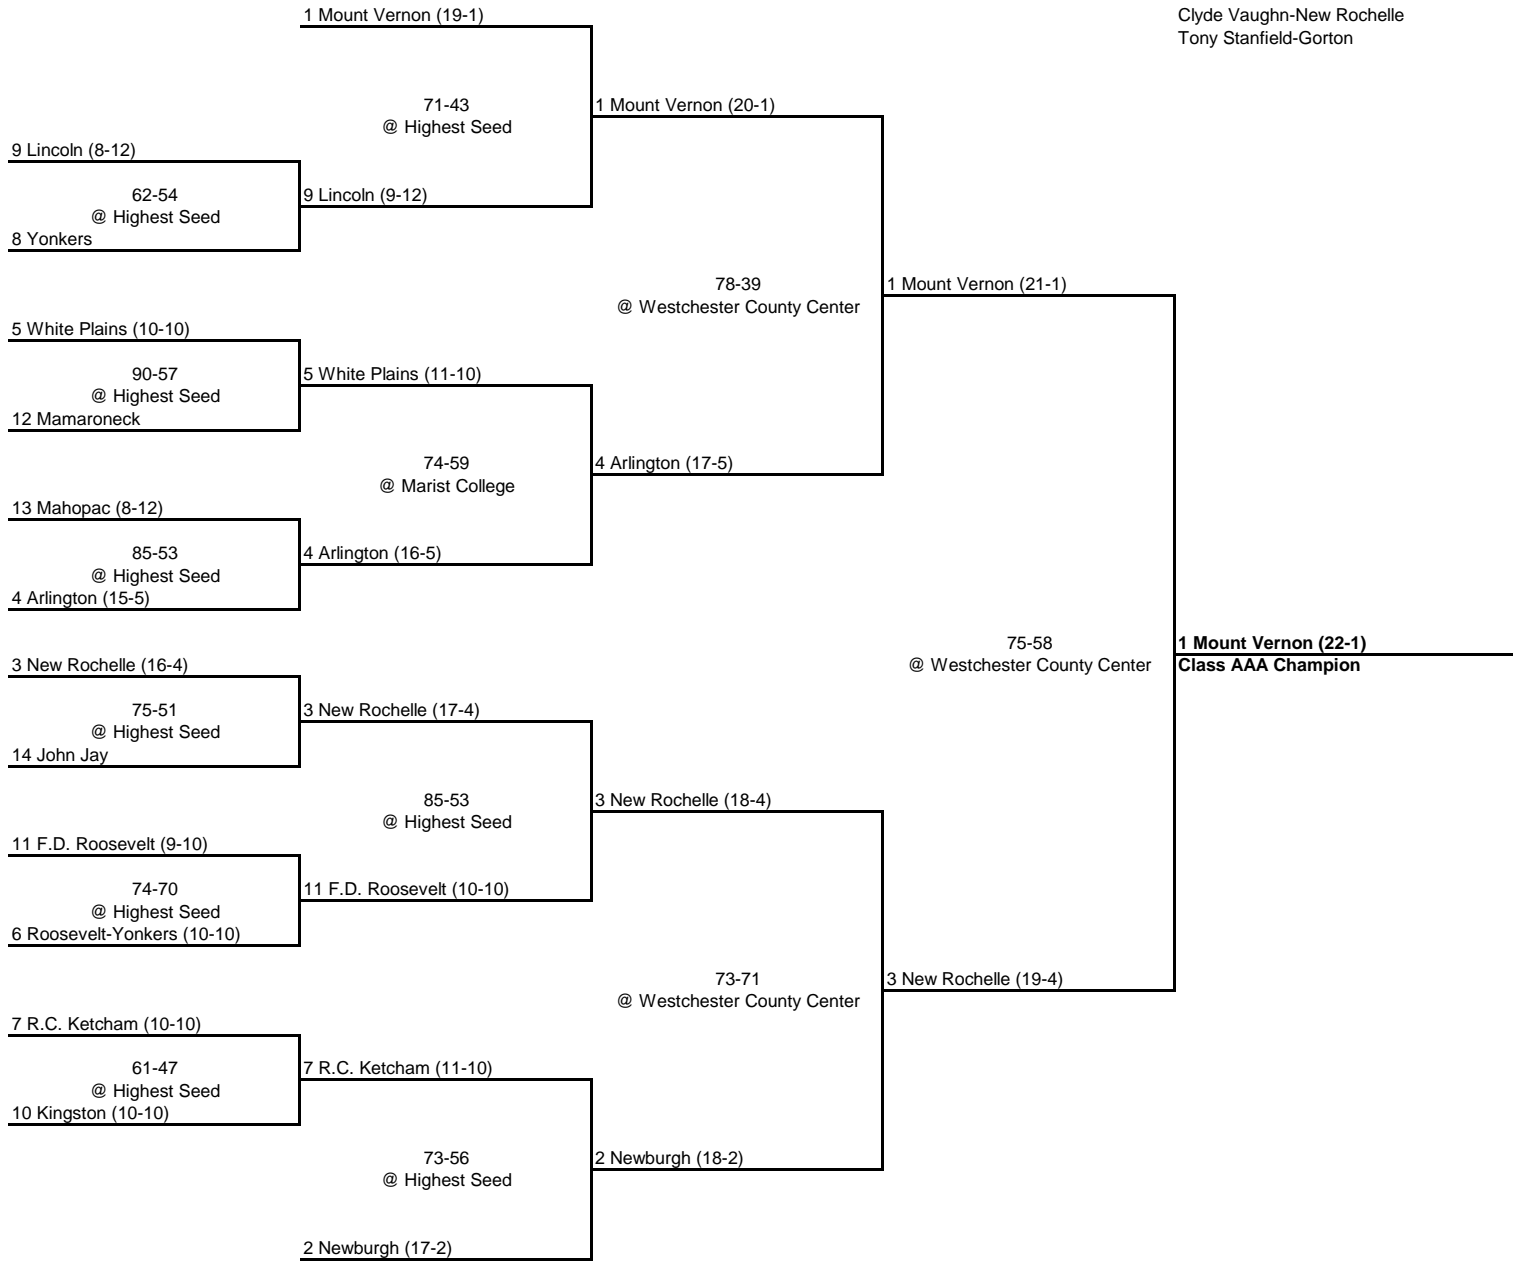 1 Mount Vernon (19-1)
Clyde Vaughn-New Rochelle
Tony Stanfield-Gorton
71-43
@ Highest Seed
1 Mount Vernon (20-1)
9 Lincoln (8-12)
62-54
@ Highest Seed
9 Lincoln (9-12)
8 Yonkers
78-39
@ Westchester County Center
1 Mount Vernon (21-1)
5 White Plains (10-10)
90-57
@ Highest Seed
5 White Plains (11-10)
12 Mamaroneck
74-59
@ Marist College
4 Arlington (17-5)
13 Mahopac (8-12)
85-53
@ Highest Seed
4 Arlington (16-5)
4 Arlington (15-5)
75-58
@ Westchester County Center
1 Mount Vernon (22-1)
Class AAA Champion
3 New Rochelle (16-4)
75-51
@ Highest Seed
3 New Rochelle (17-4)
14 John Jay
85-53
@ Highest Seed
3 New Rochelle (18-4)
11 F.D. Roosevelt (9-10)
74-70
@ Highest Seed
11 F.D. Roosevelt (10-10)
6 Roosevelt-Yonkers (10-10)
73-71
@ Westchester County Center
3 New Rochelle (19-4)
7 R.C. Ketcham (10-10)
61-47
@ Highest Seed
7 R.C. Ketcham (11-10)
10 Kingston (10-10)
73-56
@ Highest Seed
2 Newburgh (18-2)
2 Newburgh (17-2)